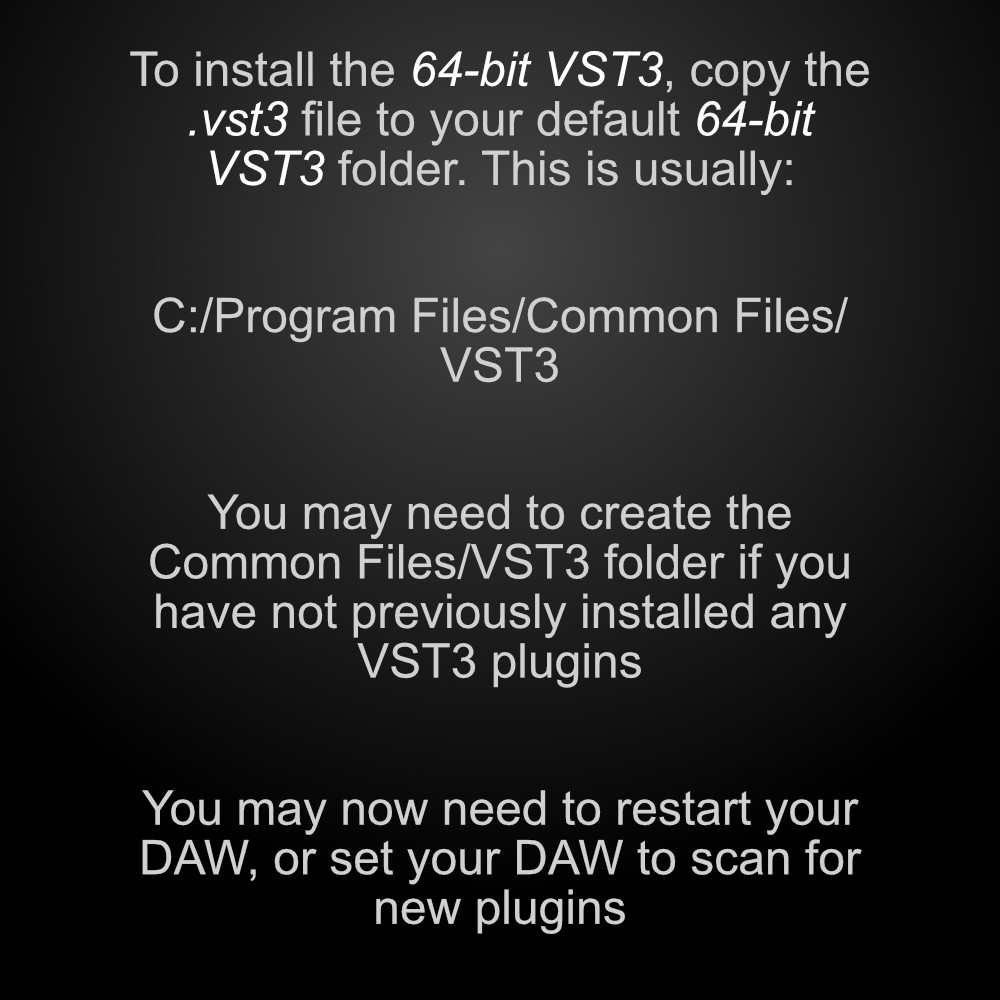 To install the 64-bit VST3, copy the
.vst3 file to your default 64-bit
VST3 folder. This is usually:
C:/Program Files/Common Files/
VST3
You may need to create the
Common Files/VST3 folder if you
have not previously installed any
VST3 plugins
You may now need to restart your
DAW, or set your DAW to scan for
new plugins